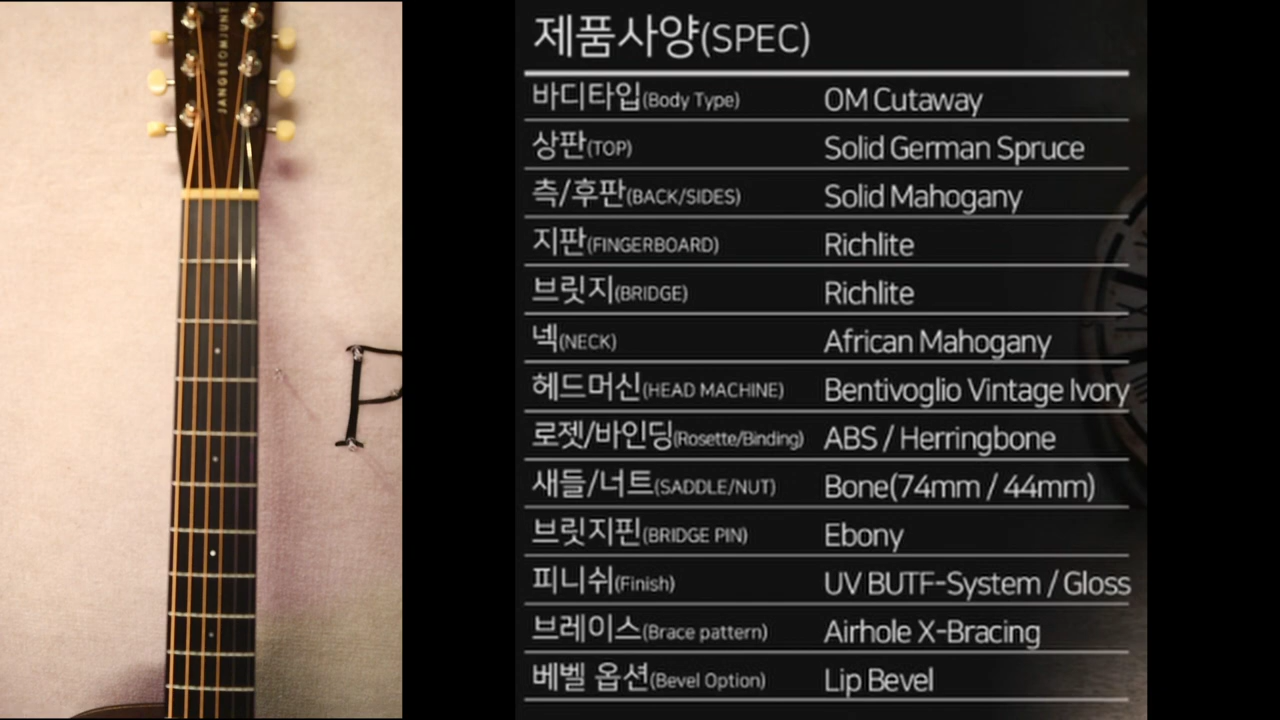 JANGBEOMJUNE
P
제품사양(SPEC)
바디타입(Body Type) OM Cutaway
상판(TOP) Solid German Spruce
측/후판(BACK/SIDES) Solid Mahogany
지판(FINGERBOARD) Richlite
브릿지(BRIDGE) Richlite
넥(NECK) African Mahogany
헤드머신(HEAD MACHINE) Bentivoglio Vintage Ivory
로젯/바인딩(Rosette/Binding) ABS / Herringbone
새들/너트(SADDLE/NUT) Bone(74mm / 44mm)
브릿지핀(BRIDGE PIN) Ebony
피니쉬(Finish) UV BUTF-System / Gloss
브레이스(Brace pattern) Airhole X-Bracing
베벨 옵션(Bevel Option) Lip Bevel